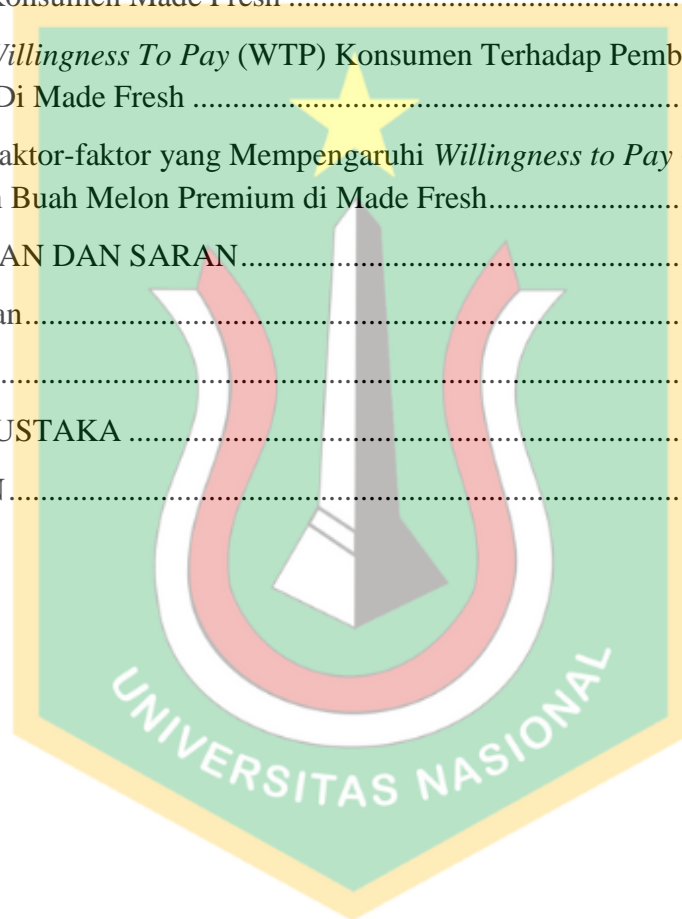 Konsumen Made Fresh ............................................................
Willingness To Pay (WTP) Konsumen Terhadap Pemb
Di Made Fresh ............................................................
aktor-faktor yang Mempengaruhi Willingness to Pay
n Buah Melon Premium di Made Fresh............................
AN DAN SARAN............................................................
an............................................................
............................................................
USTAKA ............................................................
N............................................................
UNIVERSITAS NASIONAL